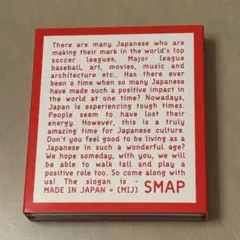 There are many Japanese who are
making their mark in the world's top
soccer leagues, Major league
baseball, art, movies, music and
architecture etc... Has there ever
been a time when so many Japanese
have made such a positive impact in
the world at one time? Nowadays,
Japan is experiencing tough times.
People seem to have lost their
energy. However, this is a truly
amazing time for Japanese culture.
Don't you feel good to be living as a
Japanese in such a wonderful age?
We hope someday, with you, we will
be able to walk tall and play a
positive role too. So come along with
us! The slogan is -
MADE IN JAPAN = (MIJ) SMAP